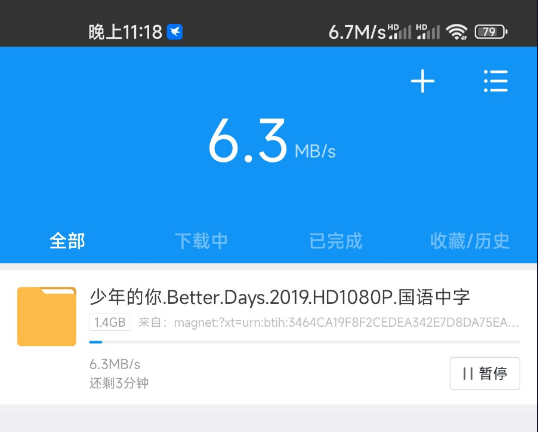 晚上11:18 6.7M/s HD HD 79
6.3 MB/s
全部 下载中 已完成 收藏/历史
少年的你.Better.Days.2019.HD1080P.国语中字
1.4GB 来自：magnet:?xt=urn:btih:3464CA19F8F2CEDEA342E7D8DA75EA...
6.3MB/s
还剩3分钟
暂停